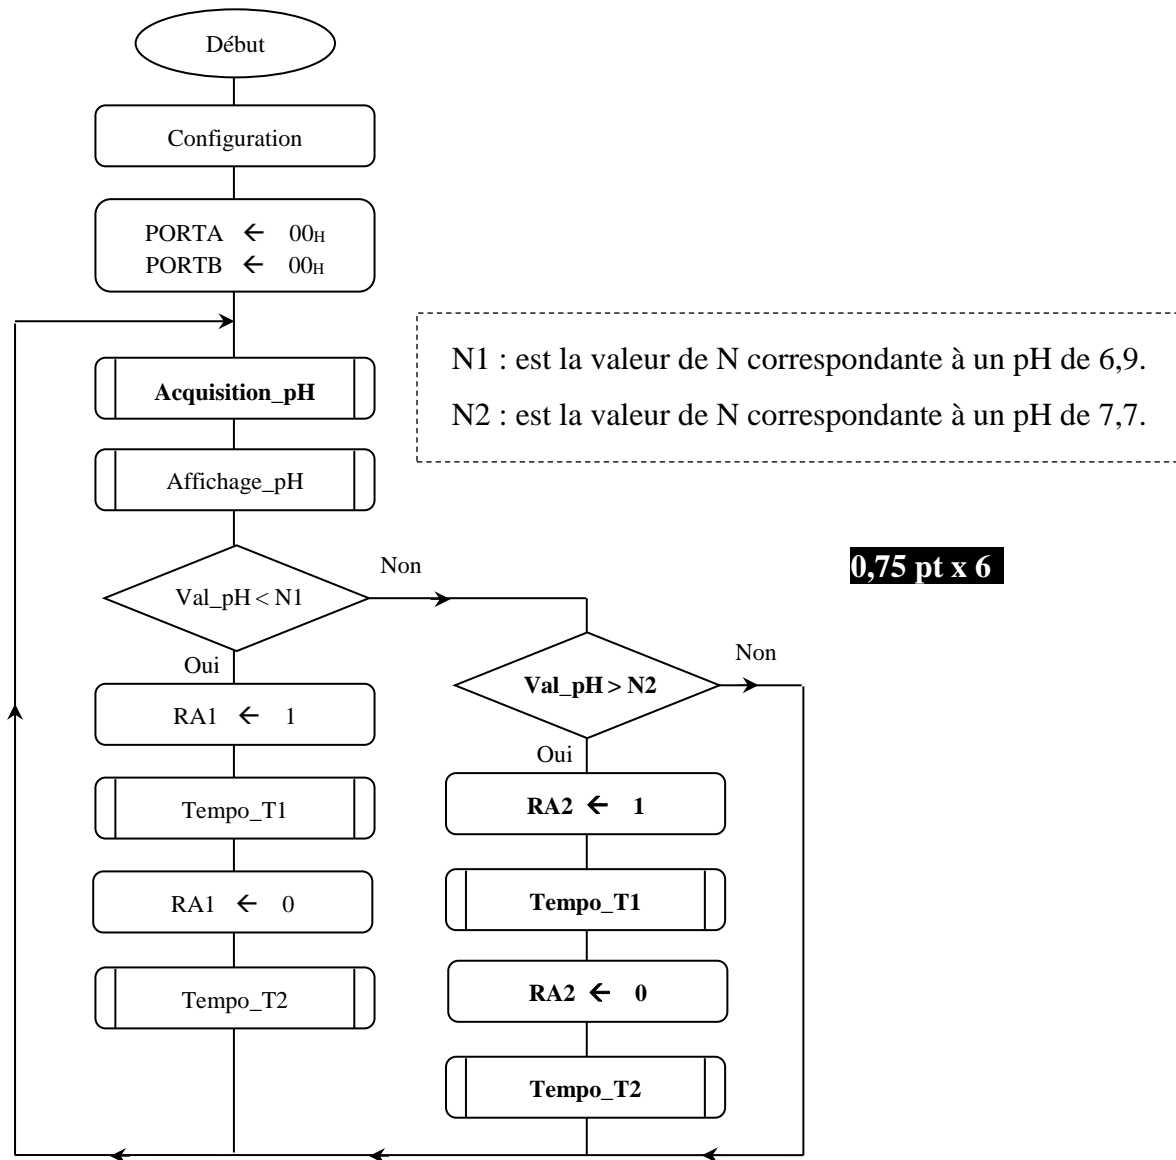 Début
Configuration
PORTA ← 00H
PORTB ← 00H
N1 : est la valeur de N correspondante à un pH de 6,9.
N2 : est la valeur de N correspondante à un pH de 7,7.
Acquisition_pH
Affichage_pH
0,75 pt x 6
Val_pH < N1
Non
Oui
Val_pH > N2
Non
Oui
RA1 ← 1
Tempo_T1
RA1 ← 0
Tempo_T2
RA2 ← 1
Tempo_T1
RA2 ← 0
Tempo_T2